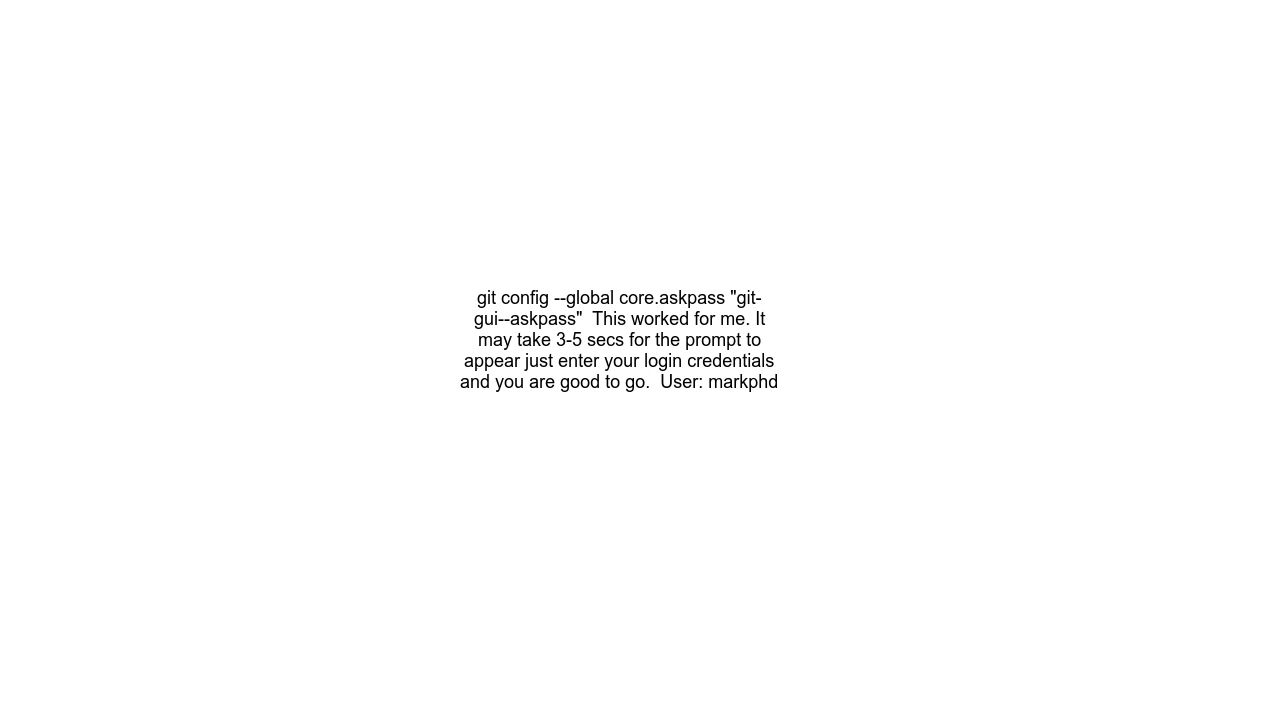 git config --global core.askpass "git-
gui--askpass"  This worked for me. It
may take 3-5 secs for the prompt to
appear just enter your login credentials
and you are good to go.  User: markphd